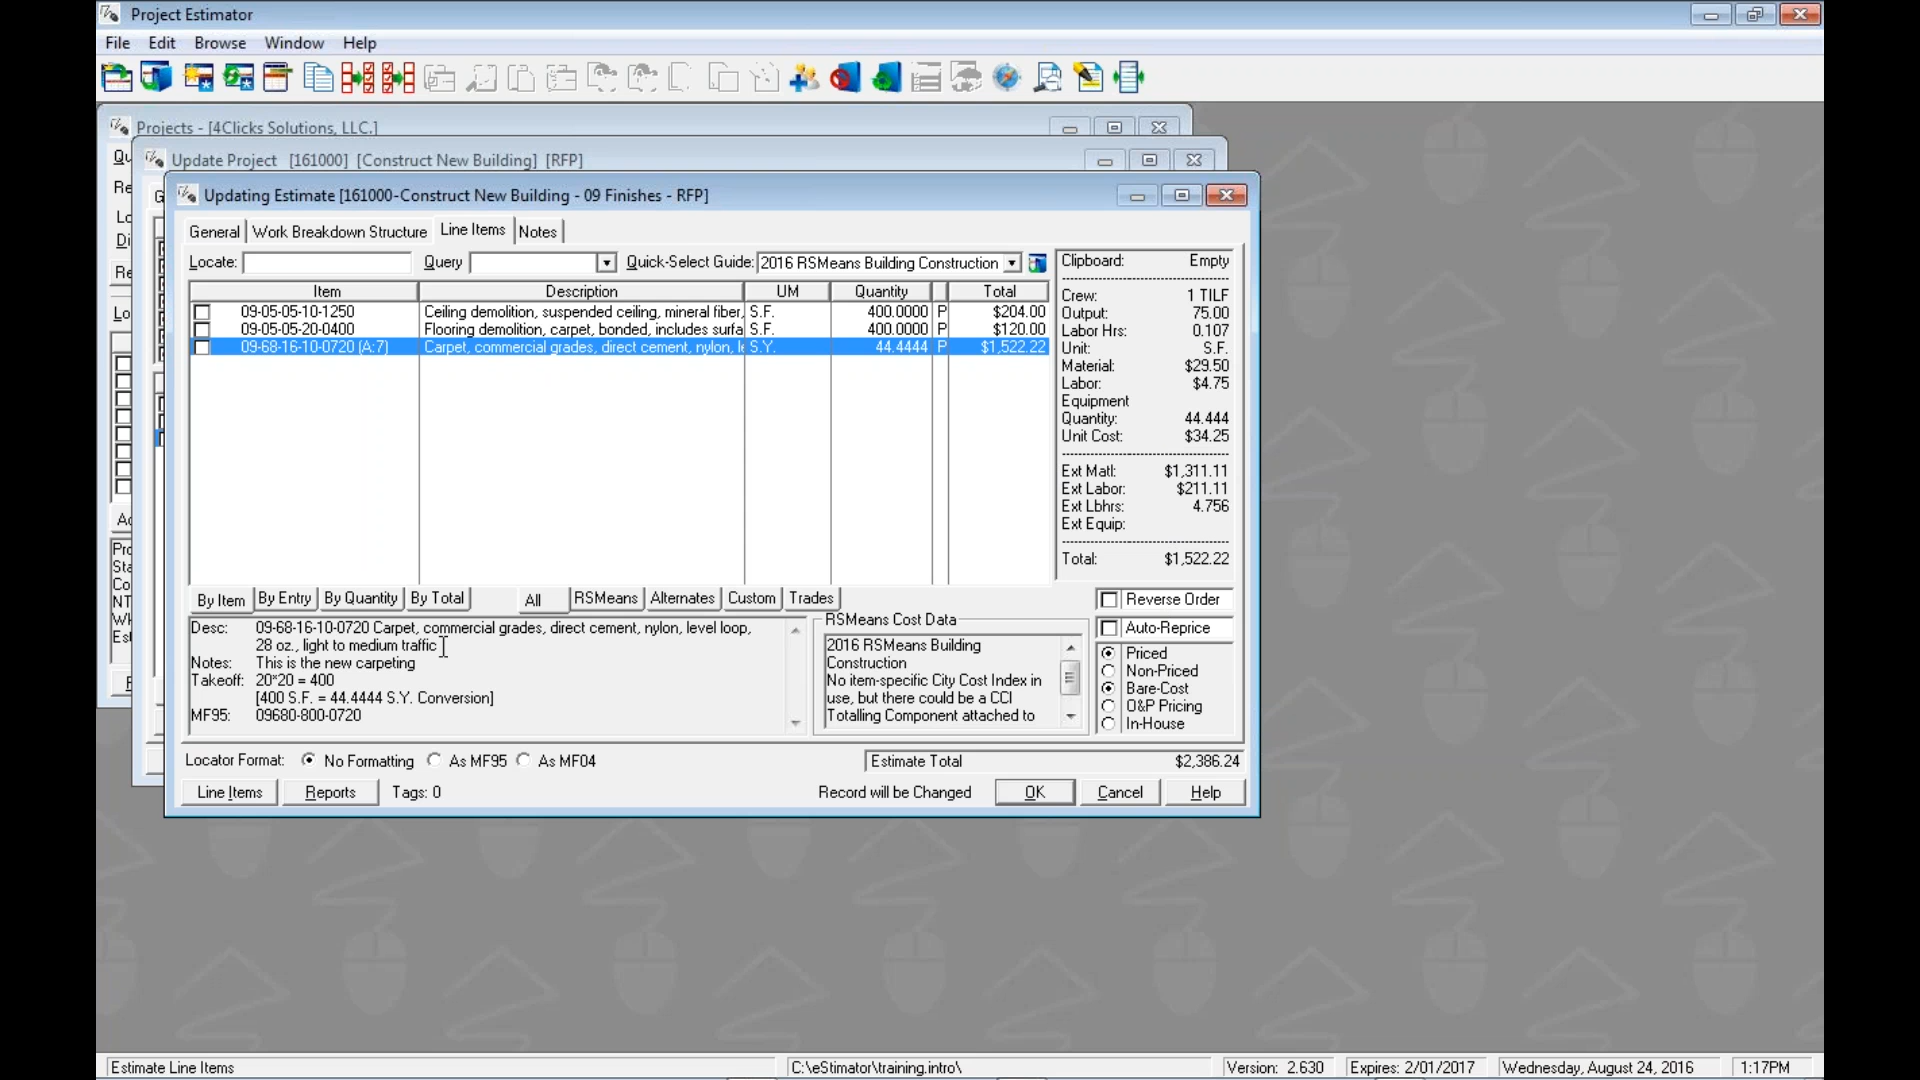 Project Estimator
File Edit Browse Window Help
Projects - [4Clicks Solutions, LLC.]
Update Project [161000] [Construct New Building] [RFP]
Updating Estimate [161000-Construct New Building - 09 Finishes - RFP]
General Work Breakdown Structure Line Items Notes
Locate: Query Quick-Select Guide: 2016 RSMeans Building Construction
Item Description UM Quantity Total
09-05-05-10-1250 Ceiling demolition, suspended ceiling, mineral fiber, S.F. 400.0000 P $204.00
09-05-05-20-0400 Flooring demolition, carpet, bonded, includes surfa S.F. 400.0000 P $120.00
09-68-16-10-0720 (A:7) Carpet, commercial grades, direct cement, nylon, le S.Y. 44.4444 P $1,522.22
Clipboard: Empty
Crew: 1 TILF
Output: 75.00
Labor Hrs: 0.107
Unit: S.F.
Material: $29.50
Labor: $4.75
Equipment
Quantity: 44.444
Unit Cost: $34.25
Ext Matl: $1,311.11
Ext Labor: $211.11
Ext Lbhrs: 4.756
Ext Equip:
Total: $1,522.22
By Item By Entry By Quantity By Total All RSMeans Alternates Custom Trades
Desc: 09-68-16-10-0720 Carpet, commercial grades, direct cement, nylon, level loop,
28 oz., light to medium traffic
Notes: This is the new carpeting
Takeoff: 20*20 = 400
[400 S.F. = 44.4444 S.Y. Conversion]
MF95: 09680-800-0720
RSMeans Cost Data
2016 RSMeans Building
Construction
No item-specific City Cost Index in
use, but there could be a CCI
Totalling Component attached to
Reverse Order
Auto-Reprice
Priced
Non-Priced
Bare-Cost
O&P Pricing
In-House
Locator Format: No Formatting As MF95 As MF04
Estimate Total $2,386.24
Line Items Reports Tags: 0 Record will be Changed OK Cancel Help
Estimate Line Items C:\eStimator\training.intro\ Version: 2.630 Expires: 2/01/2017 Wednesday, August 24, 2016 1:17PM